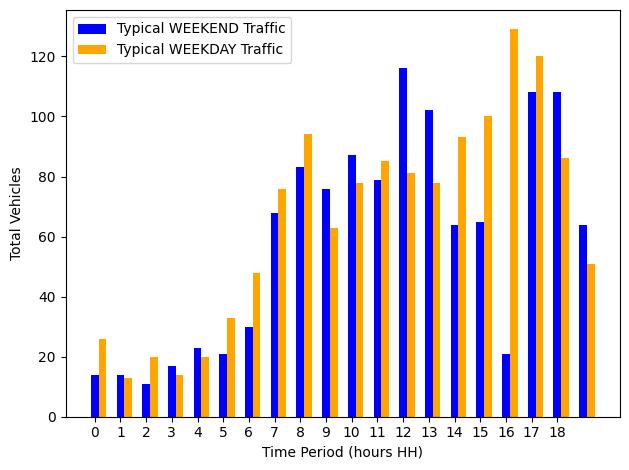 Typical WEEKEND Traffic
Typical WEEKDAY Traffic
120
100
80
60
40
20
0
Total Vehicles
0 1 2 3 4 5 6 7 8 9 10 11 12 13 14 15 16 17 18
Time Period (hours HH)